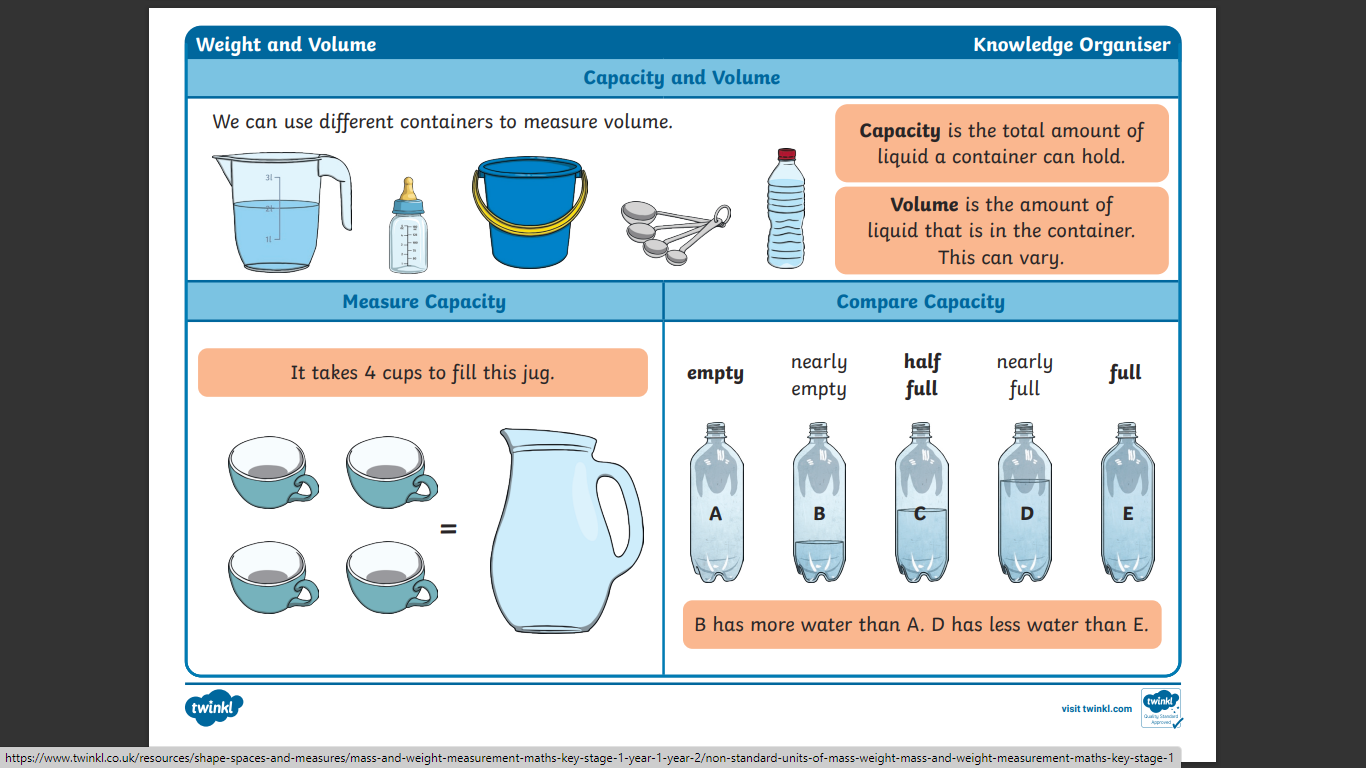 Weight and Volume
Knowledge Organiser
Capacity and Volume
We can use different containers to measure volume.
3l
2l
1l
Capacity is the total amount of
liquid a container can hold.
Volume is the amount of
liquid that is in the container.
This can vary.
Measure Capacity
It takes 4 cups to fill this jug.
=
Compare Capacity
empty
nearly
empty
half
full
nearly
full
full
A
B
C
D
E
B has more water than A. D has less water than E.
twinkl
visit twinkl.com
twinkl
Quality Standard
Approved
https://www.twinkl.co.uk/resources/shape-spaces-and-measures/mass-and-weight-measurement-maths-key-stage-1-year-1-year-2/non-standard-units-of-mass-weight-mass-and-weight-measurement-maths-key-stage-1